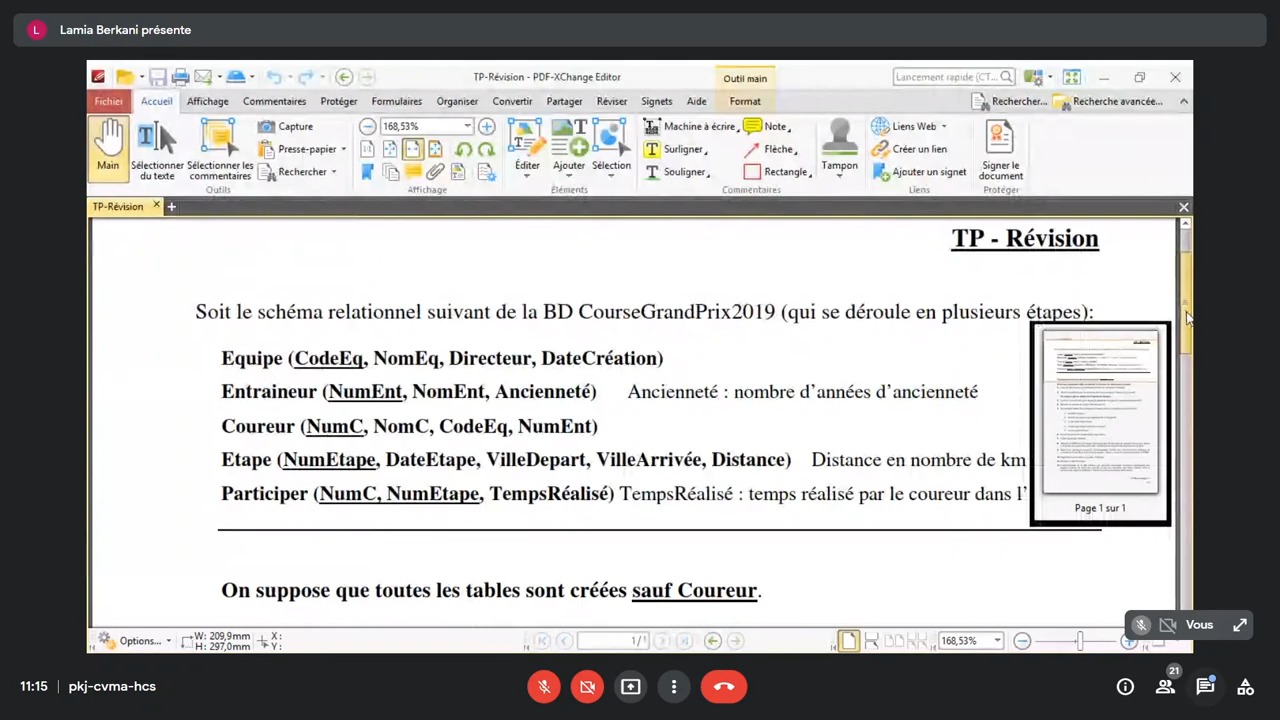 L Lamia Berkani présente
TP-Révision - PDF-XChange Editor
Outil main
Lancement rapide (CT...
Fichier Accueil Affichage Commentaires Protéger Formulaires Organiser Convertir Partager Réviser Signets Aide Format Rechercher... Recherche avancée...
Main
Sélectionner du texte
Sélectionner les commentaires
Outils
Capture
Presse-papier
Rechercher
168,53%
Affichage
Éditer
Ajouter
Sélection
Éléments
Machine à écrire
Surligner
Souligner
Note
Flèche
Rectangle
Commentaires
Tampon
Liens Web
Créer un lien
Ajouter un signet
Liens
Signer le document
Protéger
TP-Révision × +
TP - Révision
Soit le schéma relationnel suivant de la BD CourseGrandPrix2019 (qui se déroule en plusieurs étapes):
Equipe (CodeEq, NomEq, Directeur, DateCréation)
Entraineur (NumEnt, NomEnt, Ancienneté) Ancienneté : nombre d'années d'ancienneté
Coureur (NumC, NomC, CodeEq, NumEnt)
Etape (NumEtape, DateEtape, VilleDepart, VilleArrivée, Distance) Distance en nombre de km
Participer (NumC, NumEtape, TempsRéalisé) TempsRéalisé : temps réalisé par le coureur dans l'
Page 1 sur 1
On suppose que toutes les tables sont créées sauf Coureur.
Options...
W: 209,9mm
H: 297,0mm
X:
Y:
1/1
168,53%
Vous
11:15 | pkj-cvma-hcs
21